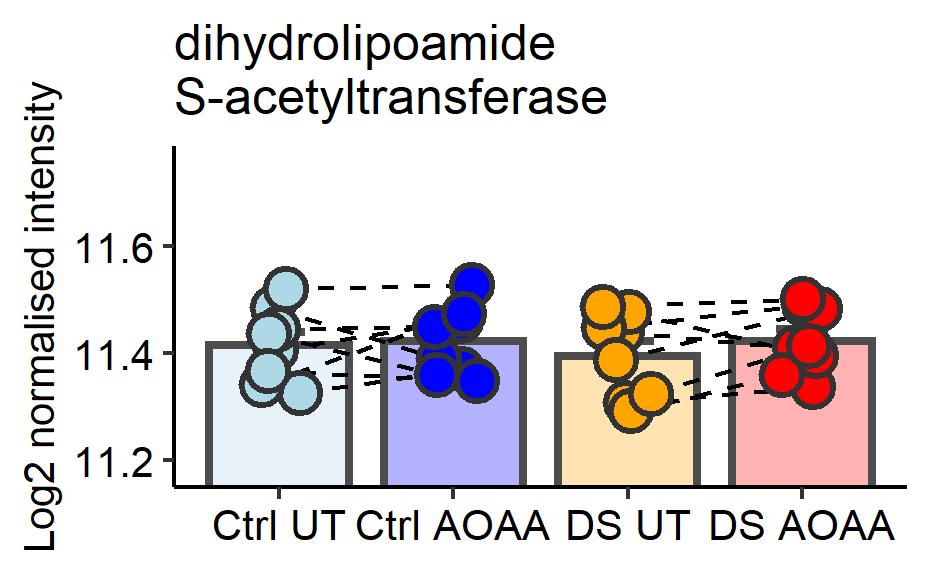 dihydrolipoamide
S-acetyltransferase
Log2 normalised intensity
11.6
11.4
11.2
Ctrl UT Ctrl AOAA DS UT DS AOAA